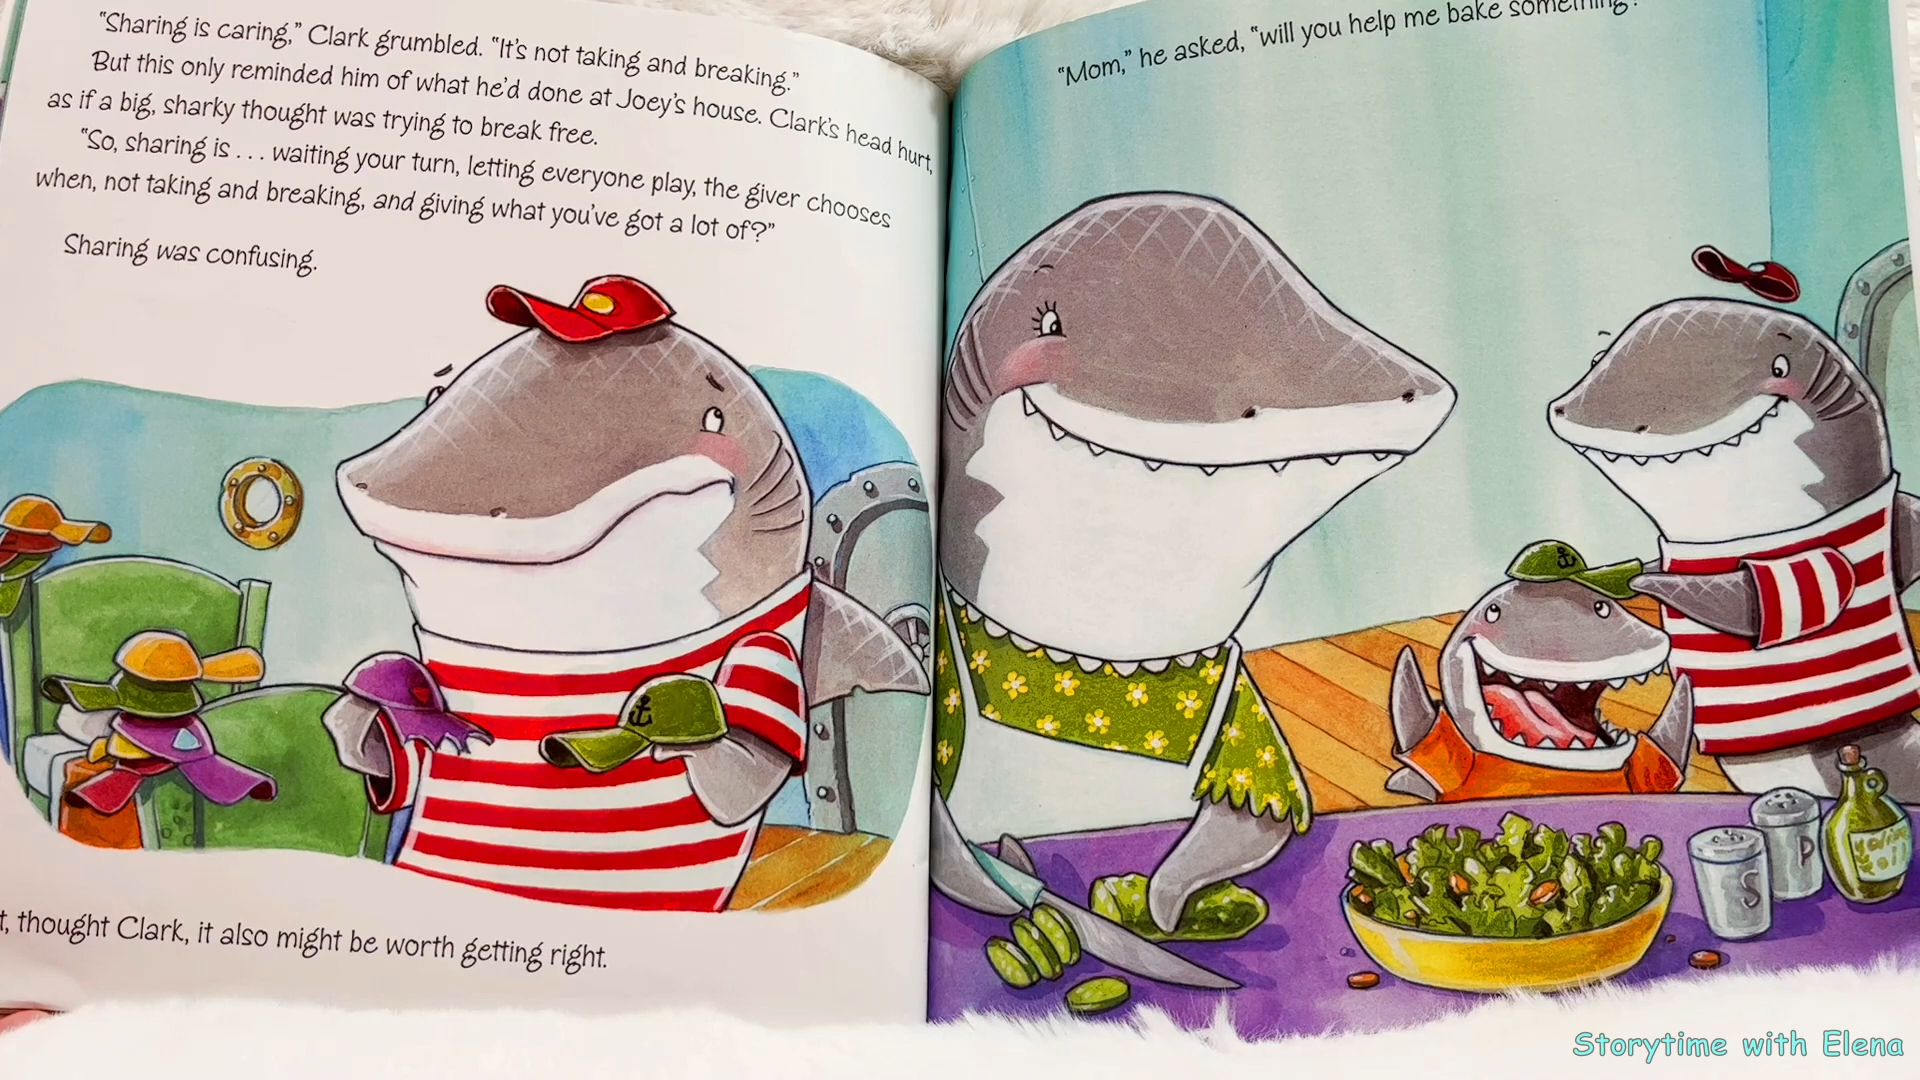 “Sharing is caring,” Clark grumbled. “It’s not taking and breaking.”
But this only reminded him of what he’d done at Joey’s house. Clark’s head hurt,
as if a big, sharky thought was trying to break free.
“So, sharing is . . . waiting your turn, letting everyone play, the giver chooses
when, not taking and breaking, and giving what you’ve got a lot of?”
Sharing was confusing.
thought Clark, it also might be worth getting right.
“Mom,” he asked, “will you help me bake something?
S
P
olive
oil
Storytime with Elena